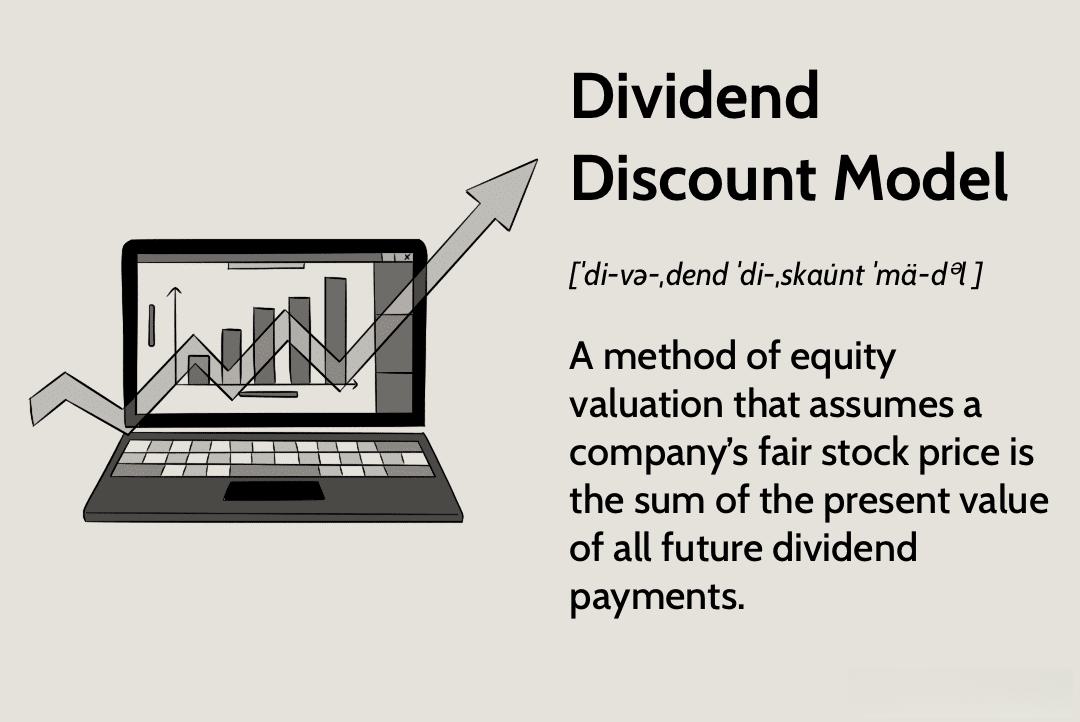 Dividend
Discount Model
[ˈdi-və-ˌdend ˈdi-ˌskau̇nt ˈmä-dᵊl ]
A method of equity
valuation that assumes a
company’s fair stock price is
the sum of the present value
of all future dividend
payments.